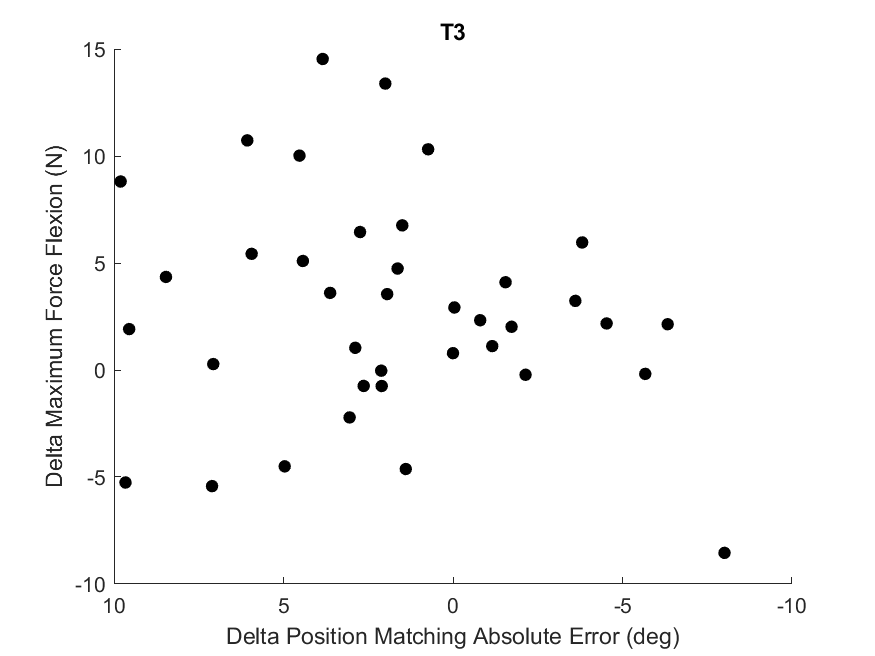 T3
15
10
5
0
-5
-10
Delta Maximum Force Flexion (N)
10 5 0 -5 -10
Delta Position Matching Absolute Error (deg)